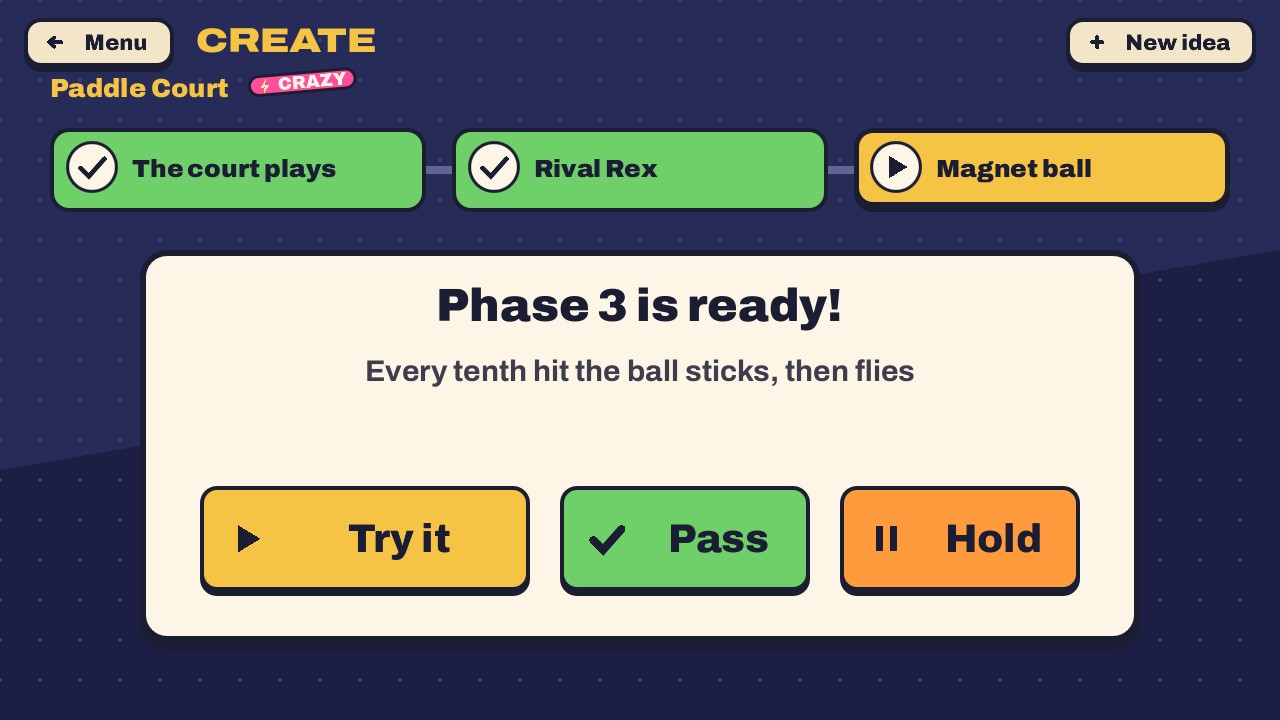 Menu
CREATE
New idea
Paddle Court
CRAZY
The court plays
Rival Rex
Magnet ball
Phase 3 is ready!
Every tenth hit the ball sticks, then flies
Try it
Pass
Hold